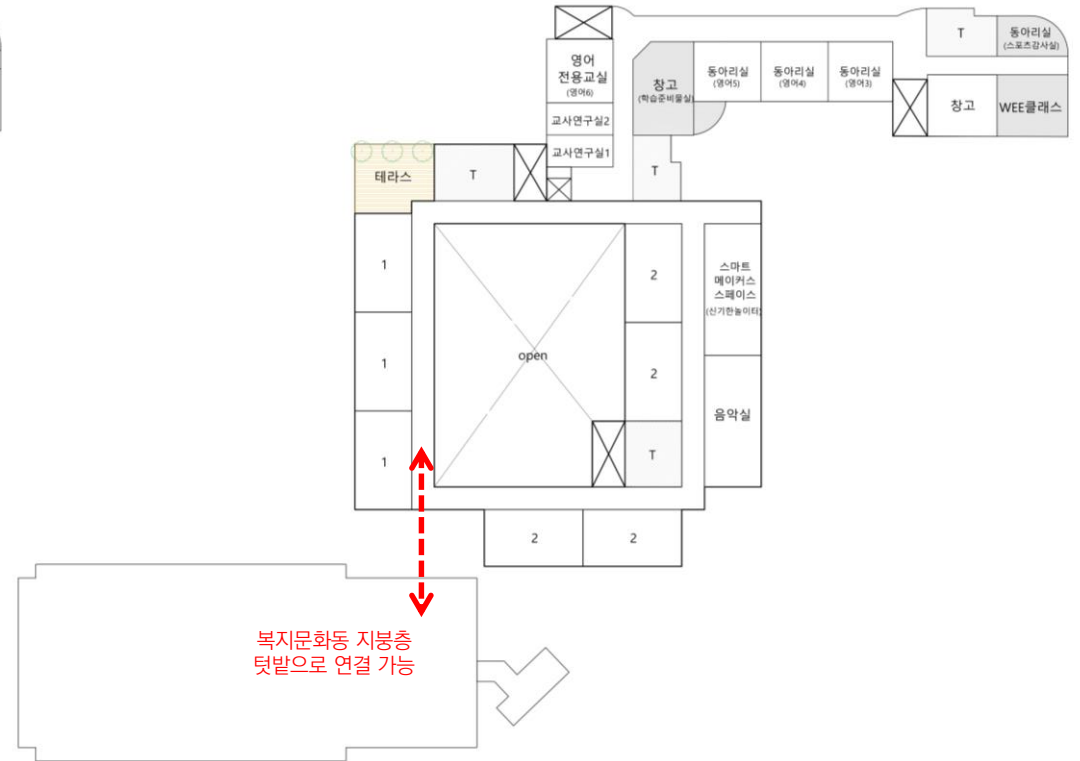 영어
전용교실
(영어6)
교사연구실2
교사연구실1
창고
(학습준비물실)
동아리실
(영어5)
동아리실
(영어4)
동아리실
(영어3)
T
동아리실
(스포츠강사실)
창고
WEE클래스
테라스
T
T
1
1
1
open
2
2
T
스마트
메이커스
스페이스
(신기한놀이터)
음악실
2
2
복지문화동 지붕층
텃밭으로 연결 가능